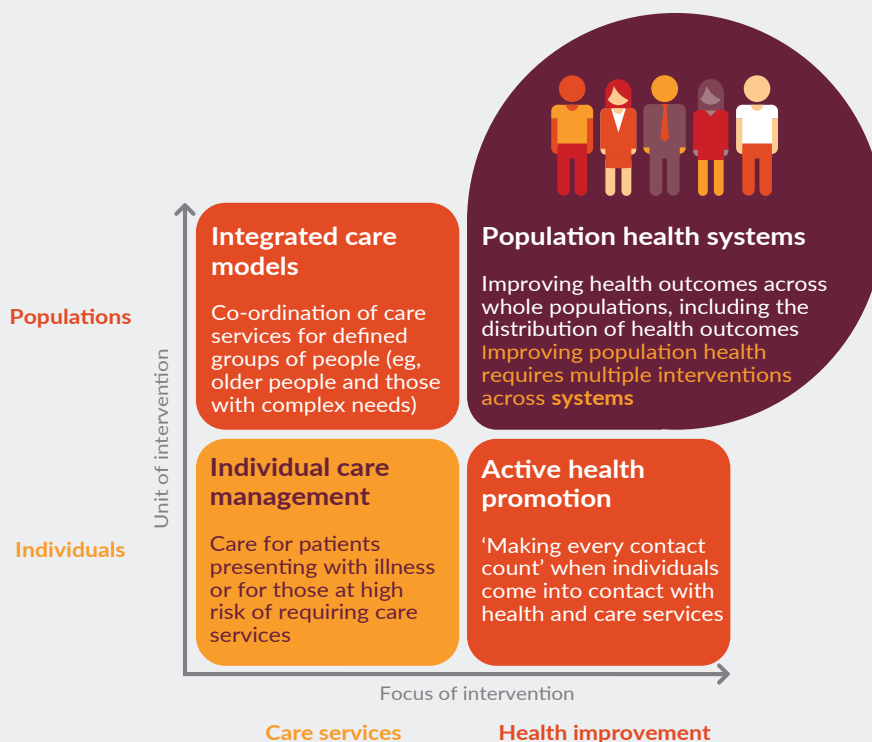 Integrated care
models
Co-ordination of care
services for defined
groups of people (eg,
older people and those
with complex needs)
Population health systems
Improving health outcomes across
whole populations, including the
distribution of health outcomes
Improving population health
requires multiple interventions
across systems
Populations
Unit of intervention
Individual care
management
Care for patients
presenting with illness
or for those at high
risk of requiring care
services
Active health
promotion
‘Making every contact
count’ when individuals
come into contact with
health and care services
Individuals
Focus of intervention
Care services
Health improvement